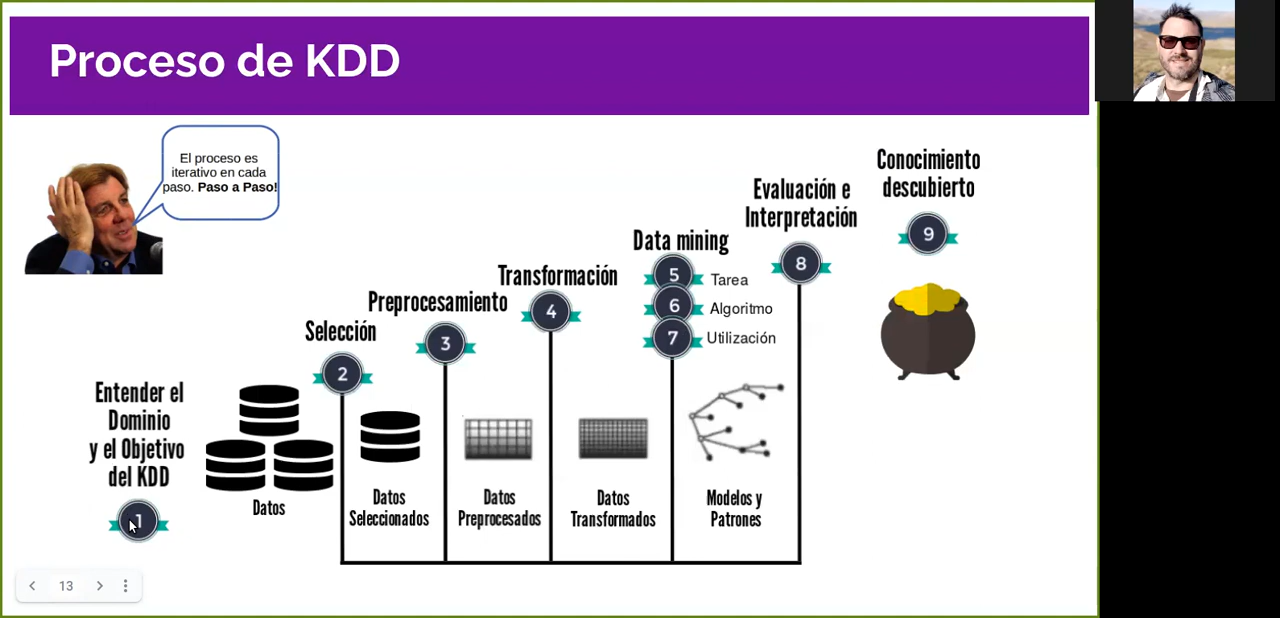 Proceso de KDD
El proceso es
iterativo en cada
paso. Paso a Paso!
Conocimiento
descubierto
9
Evaluación e
Interpretación
8
Data mining
5
Tarea
6
Algoritmo
7
Utilización
Transformación
4
Preprocesamiento
3
Selección
2
Entender el
Dominio
y el Objetivo
del KDD
1
Datos
Datos
Seleccionados
Datos
Preprocesados
Datos
Transformados
Modelos y
Patrones
13